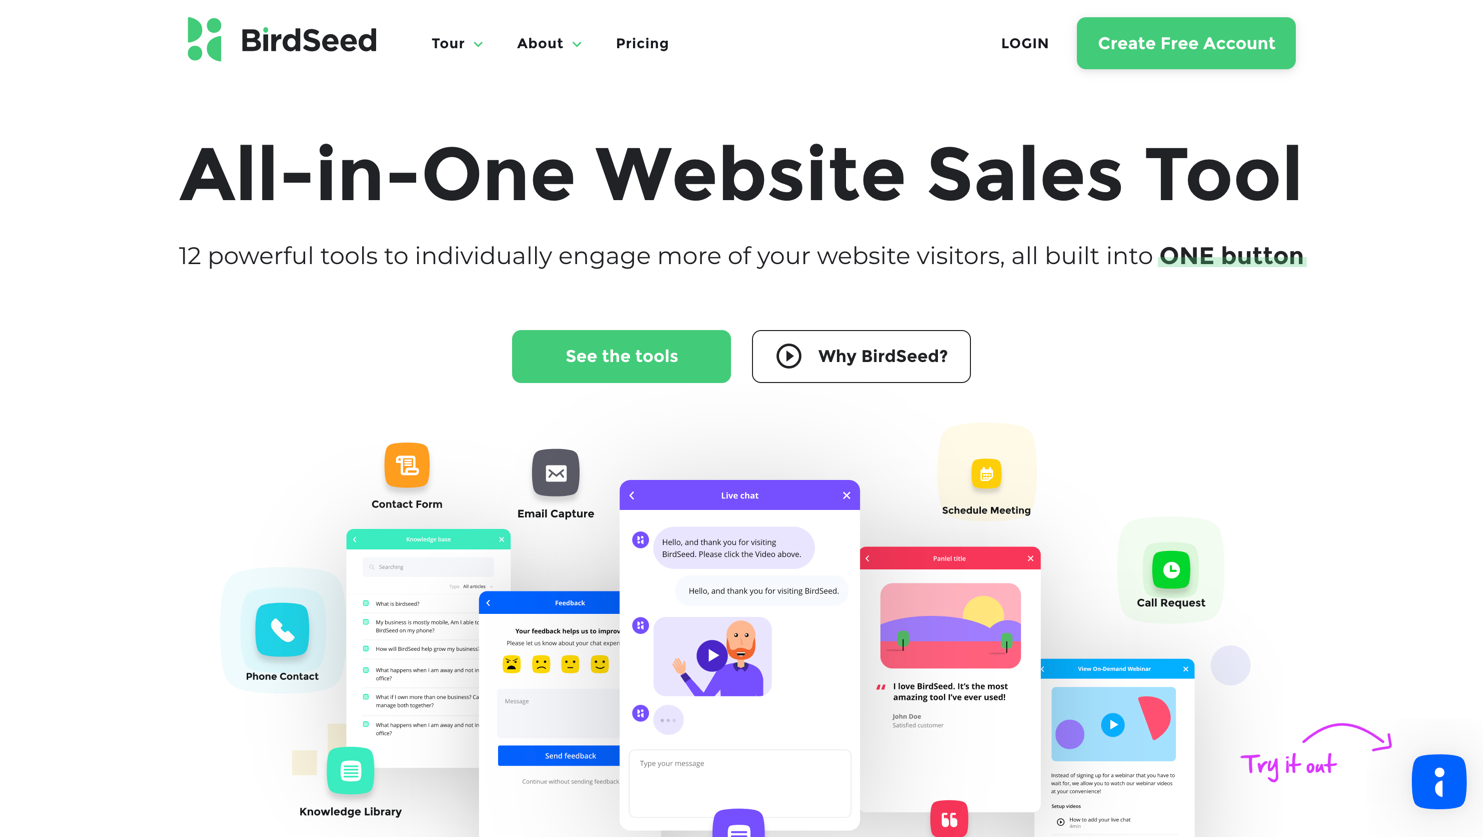 BirdSeed
Tour
About
Pricing
LOGIN
Create Free Account
All-in-One Website Sales Tool
12 powerful tools to individually engage more of your website visitors, all built into ONE button
See the tools
Why BirdSeed?
Contact Form
Email Capture
Schedule Meeting
Call Request
Phone Contact
Knowledge Library
Knowledge base
Searching
Type: All articles
What is birdseed?
My business is mostly mobile, Am I able to
BirdSeed on my phone?
How will BirdSeed help grow my business?
What happens when I am away and not in
office?
What if I own more than one business? Ca
manage both together?
What happens when I am away and not in
office?
Feedback
Your feedback helps us to improv
Please let us know about your chat exper
Message
Send feedback
Continue without sending feedback
Live chat
Hello, and thank you for visiting
BirdSeed. Please click the Video above.
Hello, and thank you for visiting BirdSeed.
Type your message
Panlel title
I love BirdSeed. It's the most
amazing tool I've ever used!
John Doe
Satisfied customer
View On-Demand Webinar
Instead of signing up for a webinar that you have to
wait for, we allow you to watch our webinar videos
at your convenience!
Setup videos
How to add your live chat
4min
Try it out